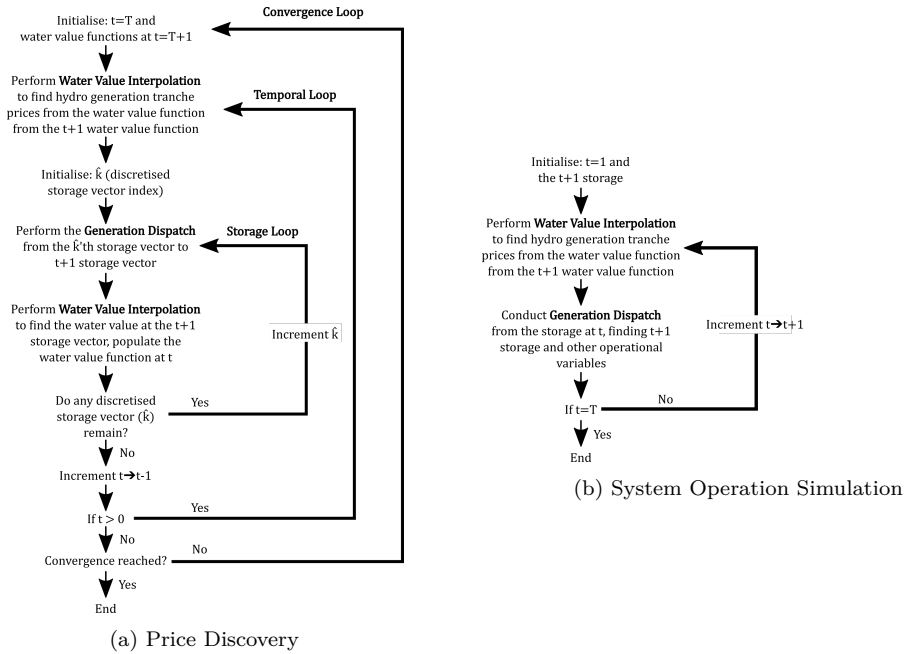 Convergence Loop
Initialise: t=T and
water value functions at t=T+1
Perform Water Value Interpolation
to find hydro generation tranche
prices from the water value function
from the t+1 water value function
Temporal Loop
Initialise: k̂ (discretised
storage vector index)
Perform the Generation Dispatch
from the k̂'th storage vector to
t+1 storage vector
Storage Loop
Perform Water Value Interpolation
to find the water value at the t+1
storage vector, populate the
water value function at t
Increment k̂
Do any discretised
storage vector (k̂)
remain?
Yes
No
Increment t➔t-1
If t > 0
Yes
No
Convergence reached?
No
Yes
End
(a) Price Discovery
Initialise: t=1 and
the t+1 storage
Perform Water Value Interpolation
to find hydro generation tranche
prices from the water value function
from the t+1 water value function
Conduct Generation Dispatch
from the storage at t, finding t+1
storage and other operational
variables
Increment t➔t+1
If t=T
No
Yes
End
(b) System Operation Simulation